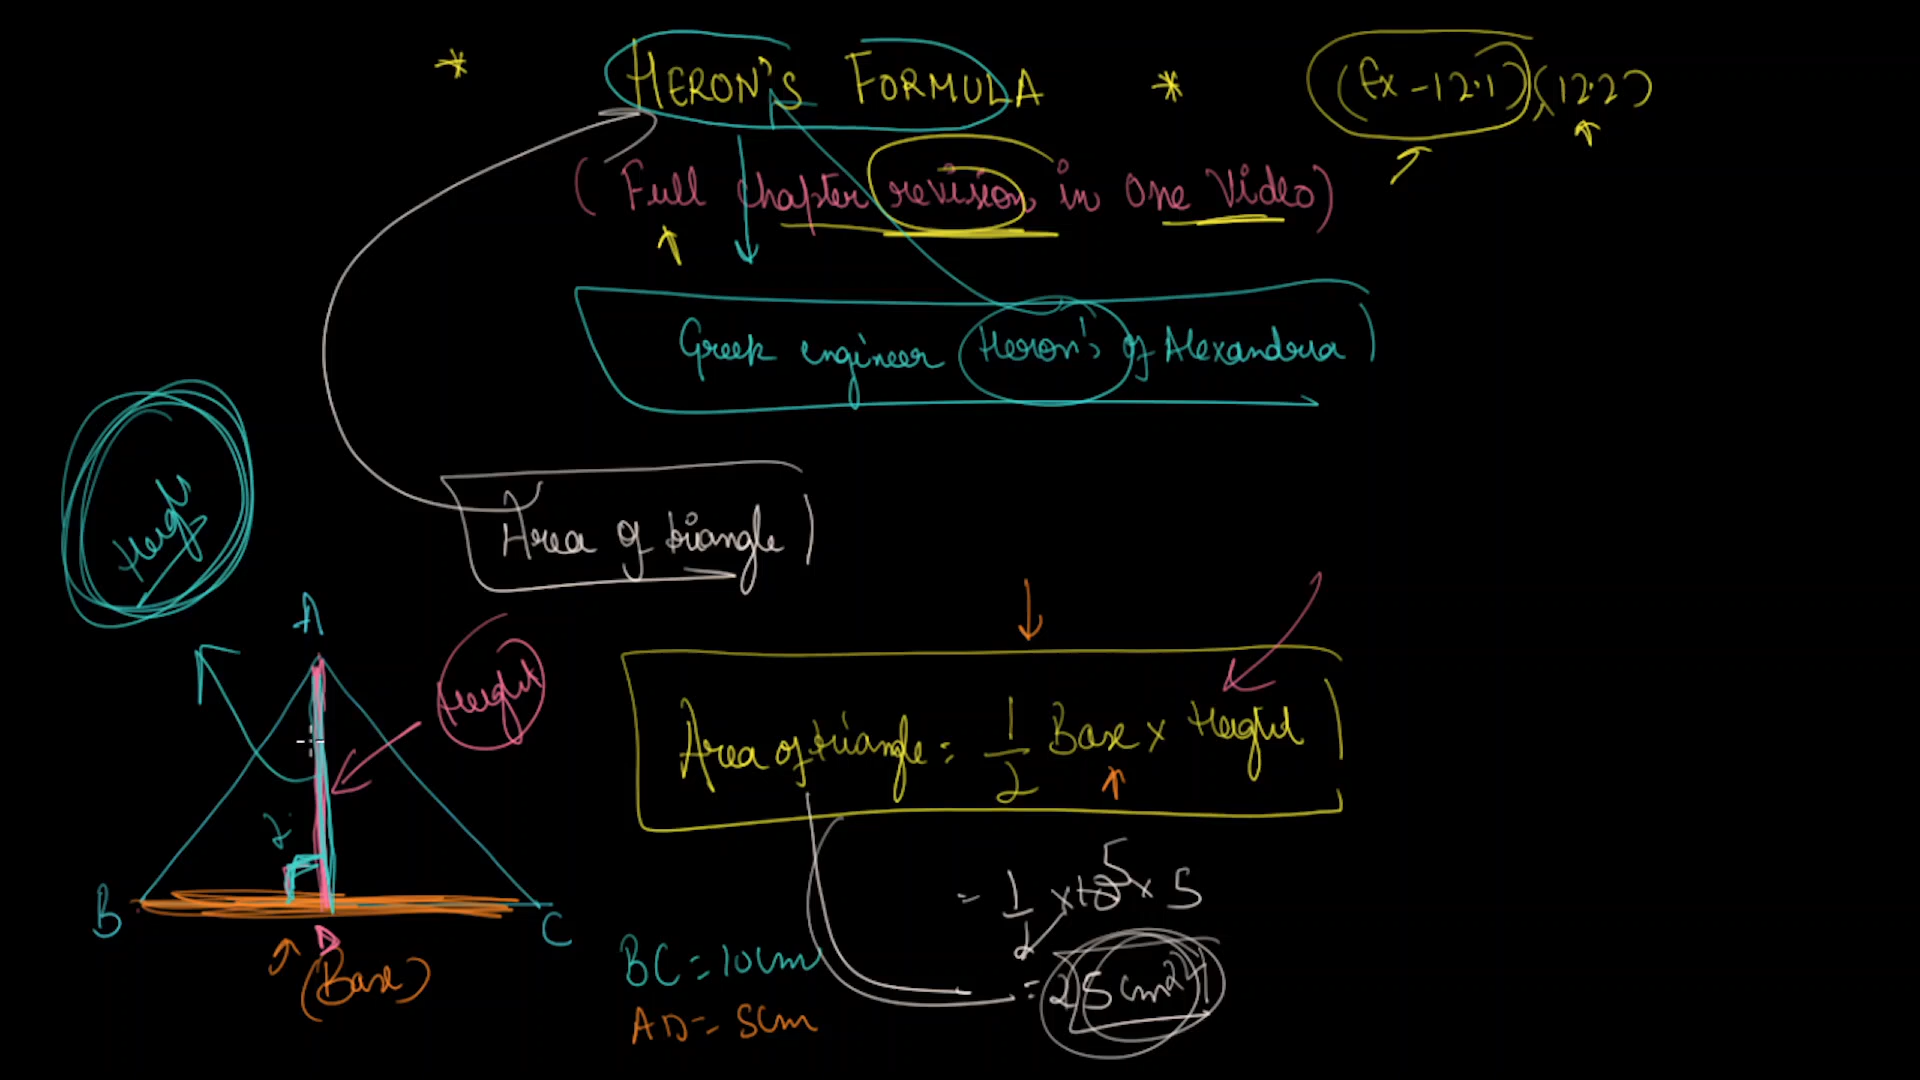 * HERON'S FORMULA * (Ex-12.1), (12.2)
(Full chapter revision in One Video)
Greek engineer Heron's of Alexandria
Height
Area of triangle
A
Height
Area of triangle = 1/2 Base x Height
B
C
D
(Base)
= 1/2 x 10 5 x 5
BC = 10cm
= 25cm2
AD = 5cm